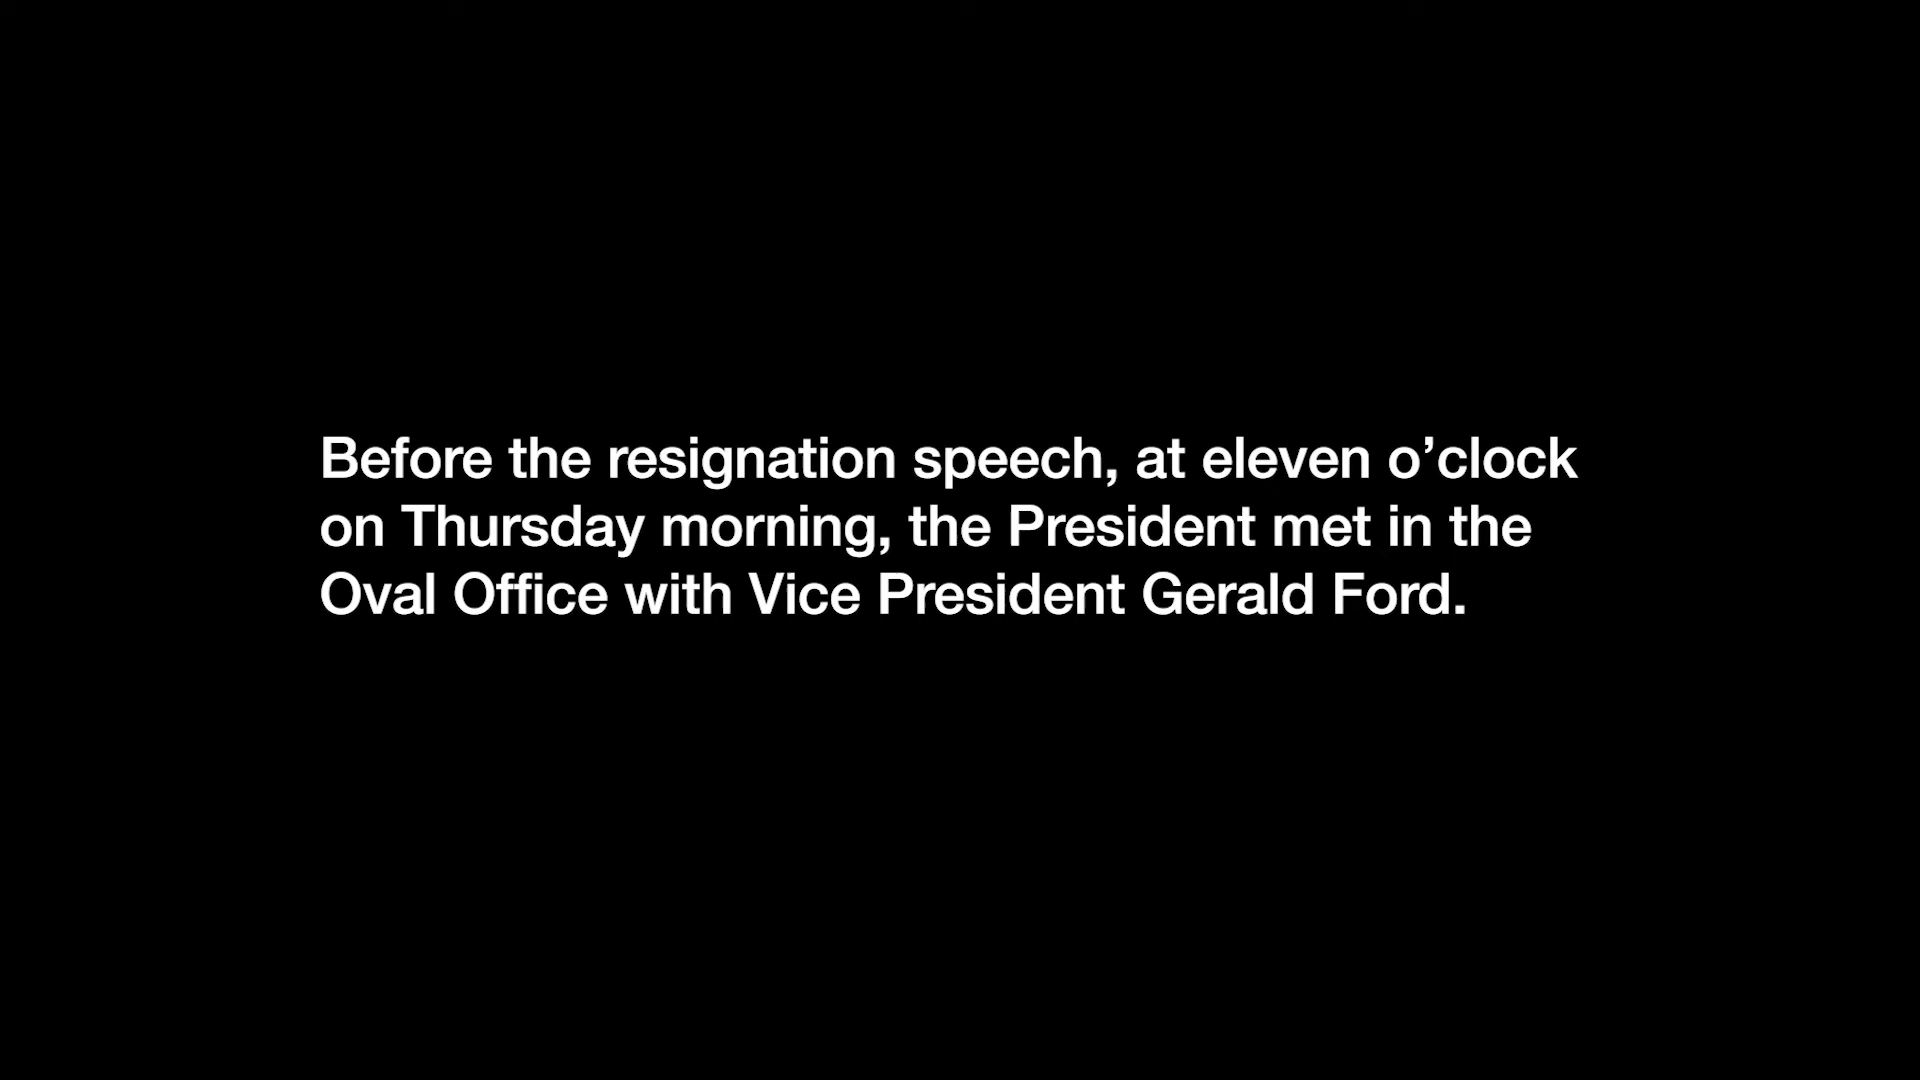 Before the resignation speech, at eleven o’clock
on Thursday morning, the President met in the
Oval Office with Vice President Gerald Ford.